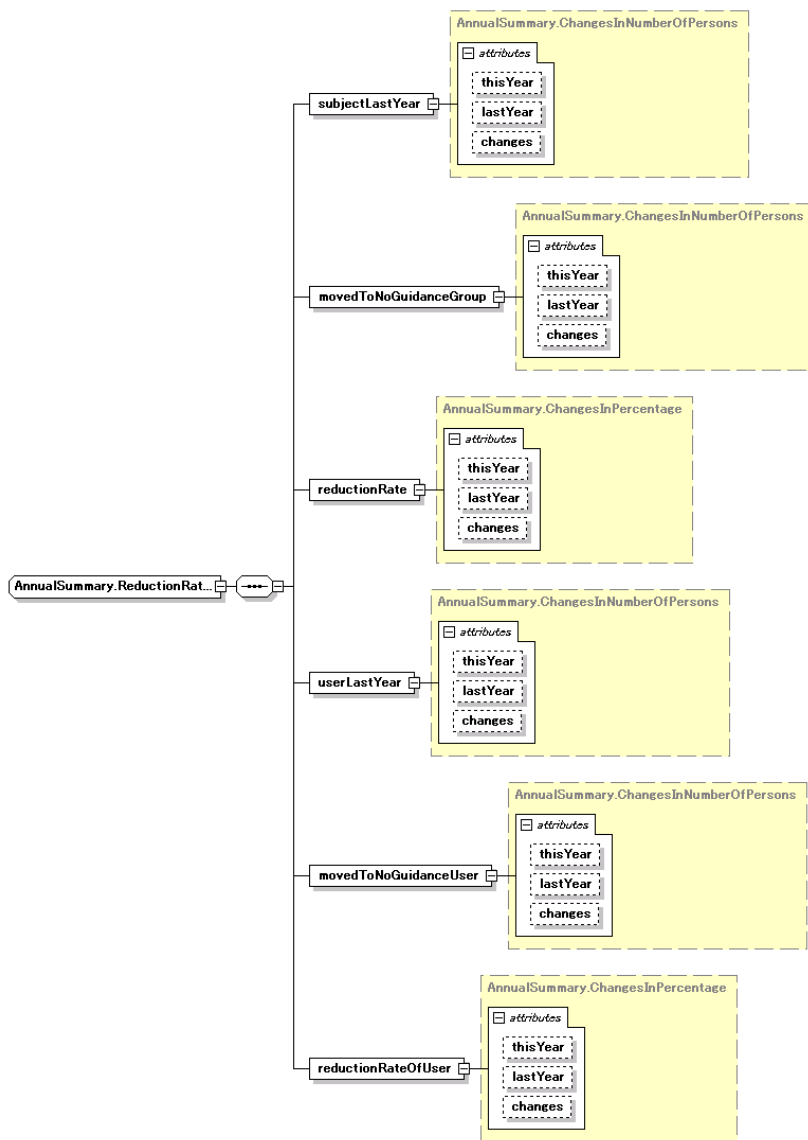 AnnualSummary.ChangesInNumberOfPersons
attributes
thisYear
subjectLastYear
lastYear
changes
AnnualSummary.ChangesInNumberOfPersons
attributes
thisYear
movedToNoGuidanceGroup
lastYear
changes
AnnualSummary.ChangesInPercentage
attributes
thisYear
reductionRate
lastYear
changes
AnnualSummary.ReductionRat...
AnnualSummary.ChangesInNumberOfPersons
attributes
thisYear
userLastYear
lastYear
changes
AnnualSummary.ChangesInNumberOfPersons
attributes
thisYear
movedToNoGuidanceUser
lastYear
changes
AnnualSummary.ChangesInPercentage
attributes
thisYear
reductionRateOfUser
lastYear
changes